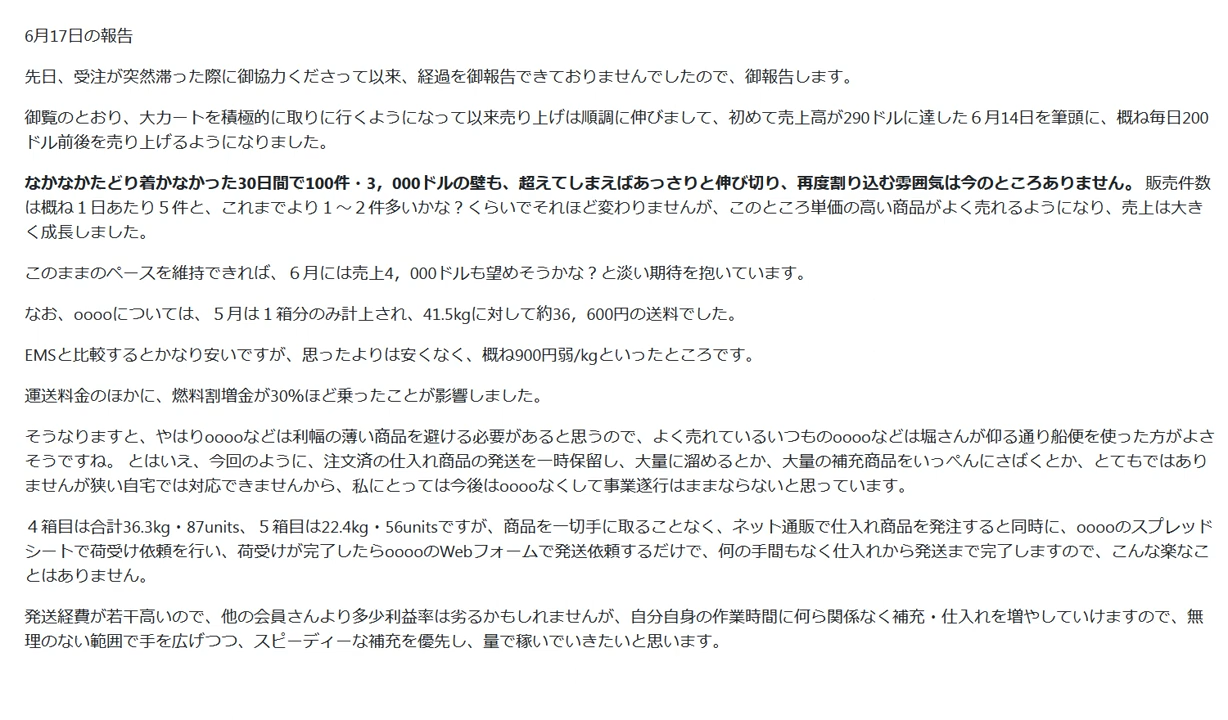 6月17日の報告
先日、受注が突然滞った際に御協力くださって以来、経過を御報告できておりませんでしたので、御報告します。
御覧のとおり、大カートを積極的に取りに行くようになって以来売り上げは順調に伸びまして、初めて売上高が290ドルに達した６月14日を筆頭に、概ね毎日200
ドル前後を売り上げるようになりました。
なかなかたどり着かなかった30日間で100件・3，000ドルの壁も、超えてしまえばあっさりと伸び切り、再度割り込む雰囲気は今のところありません。 販売件数
は概ね１日あたり５件と、これまでより１～２件多いかな？くらいでそれほど変わりませんが、このところ単価の高い商品がよく売れるようになり、売上は大き
く成長しました。
このままのペースを維持できれば、６月には売上4，000ドルも望めそうかな？と淡い期待を抱いています。
なお、ooooについては、５月は１箱分のみ計上され、41.5kgに対して約36，600円の送料でした。
EMSと比較するとかなり安いですが、思ったよりは安くなく、概ね900円弱/kgといったところです。
運送料金のほかに、燃料割増金が30%ほど乗ったことが影響しました。
そうなりますと、やはりooooなどは利幅の薄い商品を避ける必要があると思うので、よく売れているいつものooooなどは堀さんが仰る通り船便を使った方がよさ
そうですね。 とはいえ、今回のように、注文済の仕入れ商品の発送を一時保留し、大量に溜めるとか、大量の補充商品をいっぺんにさばくとか、とてもではあり
ませんが狭い自宅では対応できませんから、私にとっては今後はooooなくして事業遂行はままならないと思っています。
４箱目は合計36.3kg・87units、５箱目は22.4kg・56unitsですが、商品を一切手に取ることなく、ネット通販で仕入れ商品を発注すると同時に、ooooのスプレッド
シートで荷受け依頼を行い、荷受けが完了したらooooのWebフォームで発送依頼するだけで、何の手間もなく仕入れから発送まで完了しますので、こんな楽なこ
とはありません。
発送経費が若干高いので、他の会員さんより多少利益率は劣るかもしれませんが、自分自身の作業時間に何ら関係なく補充・仕入れを増やしていけますので、無
理のない範囲で手を広げつつ、スピーディーな補充を優先し、量で稼いでいきたいと思います。